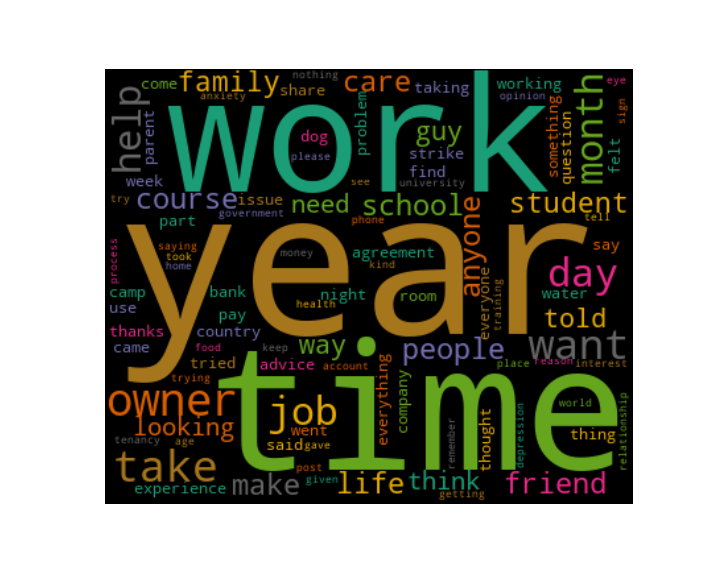 nothing
come
family
share
care
taking
working
eye
anxiety
opinion
help
work
month
sign
parent
problem
dog
guy
something
question
please
strike
felt
find
week
see
university
try
course
issue
need
school
student
government
part
phone
tell
anyone
process
saying
took
home
money
agreement
kind
say
everyone
training
year
day
camp
use
bank
night
room
water
health
pay
thanks
country
told
came
food
keep
way
people
want
tried
advice
account
place
reason
interest
trying
time
everything
company
owner
job
world
relationship
looking
went
remember
thought
depression
thing
tenancy
age
said
gave
take
post
given
life
think
friend
experience
make
getting